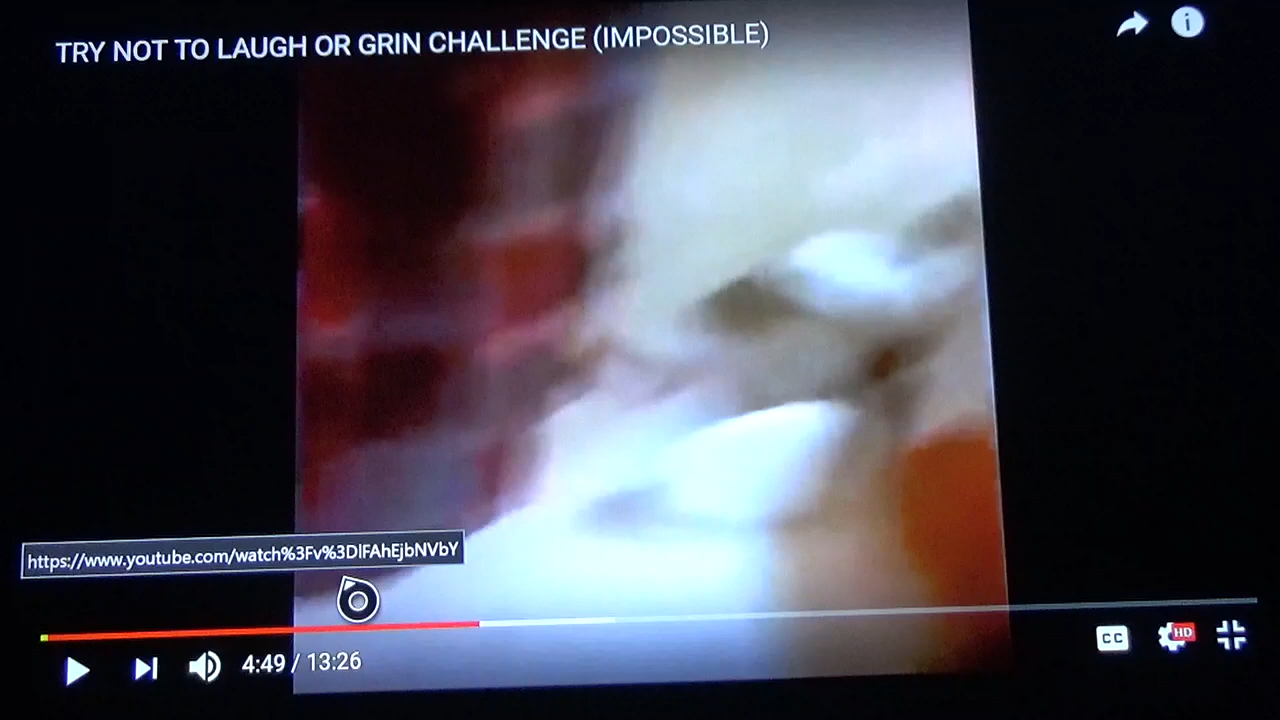 TRY NOT TO LAUGH OR GRIN CHALLENGE (IMPOSSIBLE)
i
https://www.youtube.com/watch%3Fv%3DlFAhEjbNVbY
4:49 / 13:26
CC
HD